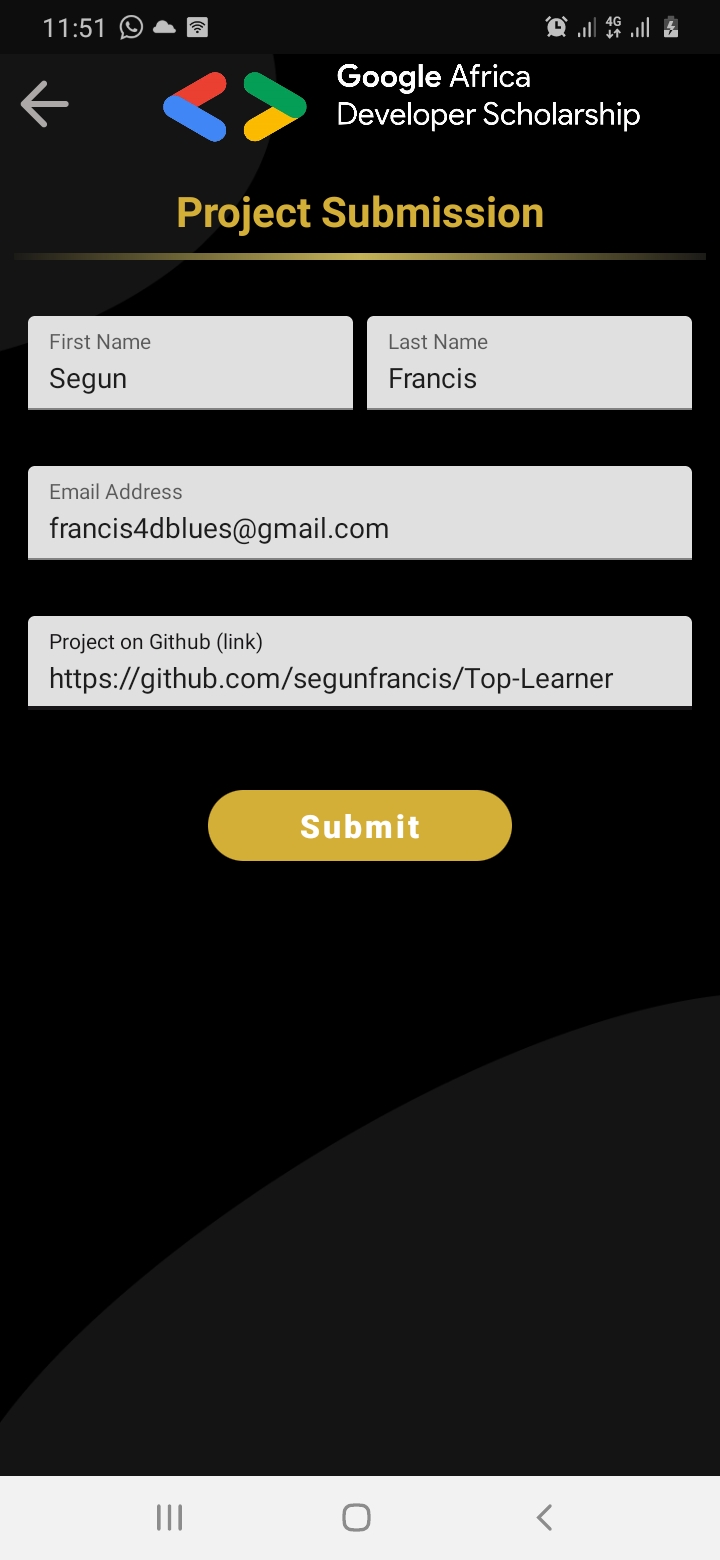 11:51
4G
Google Africa
Developer Scholarship
Project Submission
First Name
Segun
Last Name
Francis
Email Address
francis4dblues@gmail.com
Project on Github (link)
https://github.com/segunfrancis/Top-Learner
Submit